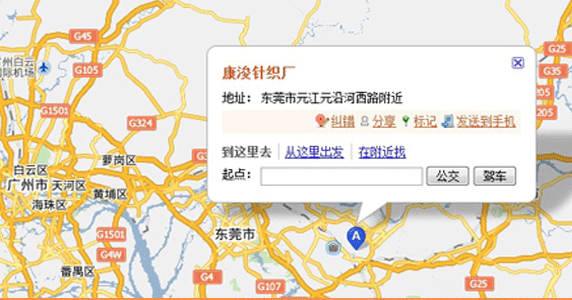 G45
G25
康浚针织厂
广州白云
国际机场
G105
地址: 东莞市元江元沿河西路附近
G35
G1501
G324
纠错 分享 标记 发送到手机
到这里去 从这里出发 在附近找
白云区
萝岗区
起点: 公交 驾车
广州市 天河区
黄埔区
海珠区
G1501
东莞市
A
G4W
番禺区
G4
G107
G25